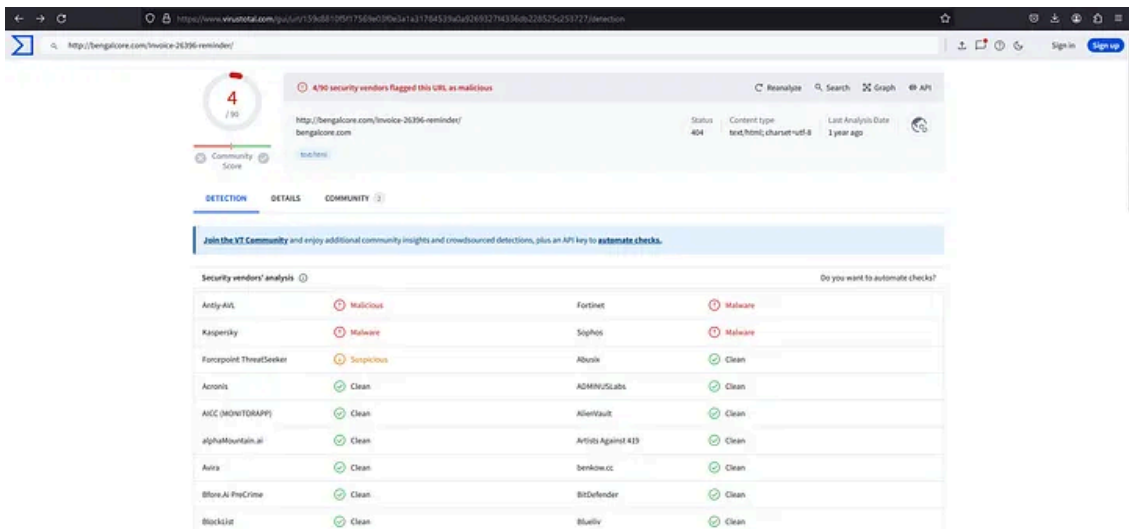 http://bengalcore.com/invoice-26396-reminder/
Sign in
Sign up
4
/ 90
Community
Score
4/90 security vendors flagged this URL as malicious
Reanalyze Search Graph API
http://bengalcore.com/invoice-26396-reminder/
bengalcore.com
text/html
Status
404
Content type
text/html; charset=utf-8
Last Analysis Date
1 year ago
DETECTION DETAILS COMMUNITY
Join the VT Community and enjoy additional community insights and crowdsourced detections, plus an API key to automate checks.
Security vendors' analysis Do you want to automate checks?
Antiy-AVL Malicious Fortinet Malware
Kaspersky Malware Sophos Malware
Forcepoint ThreatSeeker Suspicious Abusix Clean
Acronis Clean ADMINUSLabs Clean
AICC (MONITORAPP) Clean AlienVault Clean
alphaMountain.ai Clean Artists Against 419 Clean
Avira Clean benkow.cc Clean
Bfore.Ai PreCrime Clean BitDefender Clean
BlockList Clean Blueliv Clean